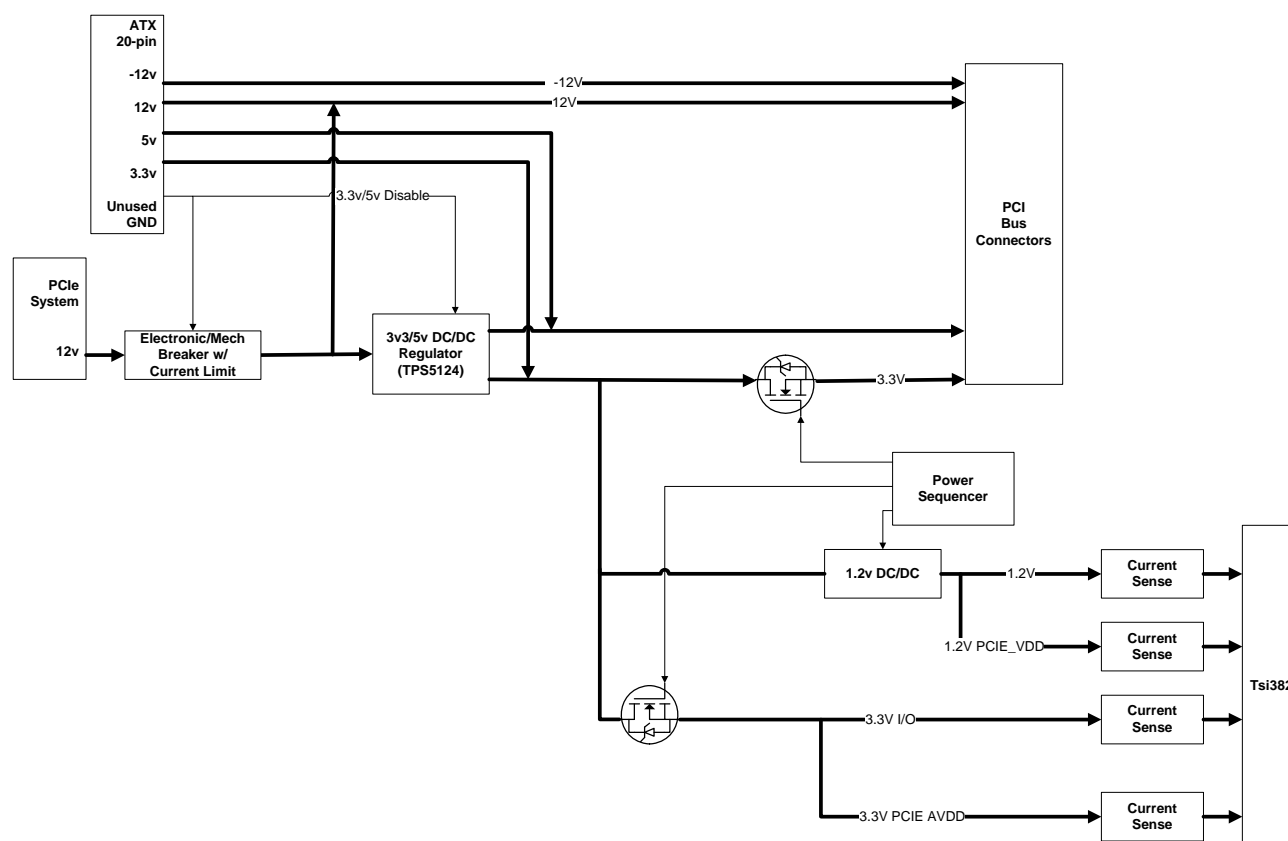 ATX
20-pin
-12v
12v
5v
3.3v
Unused
GND
-12V
12V
3.3v/5v Disable
PCI
Bus
Connectors
PCIe
System
12v
Electronic/Mech
Breaker w/
Current Limit
3v3/5v DC/DC
Regulator
(TPS5124)
3.3V
Power
Sequencer
1.2v DC/DC
1.2V
Current
Sense
1.2V PCIE_VDD
Current
Sense
Tsi382
3.3V I/O
Current
Sense
3.3V PCIE AVDD
Current
Sense